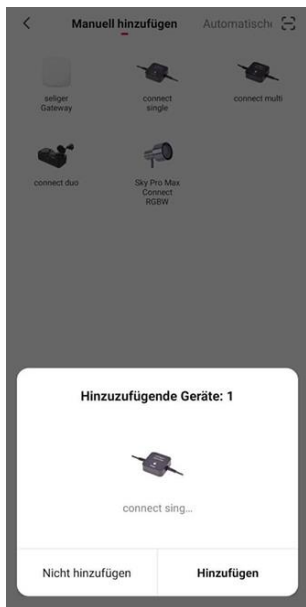 Manuell hinzufügen Automatisch
seliger
Gateway
connect
single
connect multi
connect duo
Sky Pro Max
Connect
RGBW
Hinzuzufügende Geräte: 1
connect sing...
Nicht hinzufügen Hinzufügen